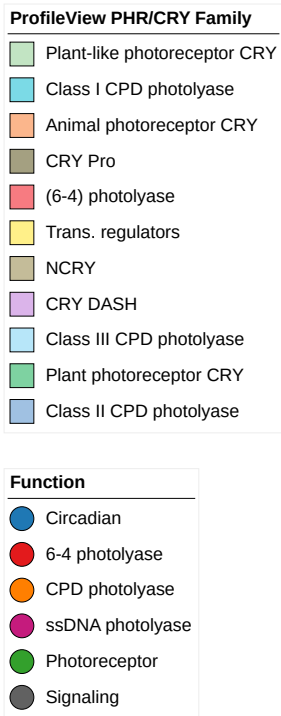 ProfileView PHR/CRY Family
Plant-like photoreceptor CRY
Class I CPD photolyase
Animal photoreceptor CRY
CRY Pro
(6-4) photolyase
Trans. regulators
NCRY
CRY DASH
Class III CPD photolyase
Plant photoreceptor CRY
Class II CPD photolyase
Function
Circadian
6-4 photolyase
CPD photolyase
ssDNA photolyase
Photoreceptor
Signaling